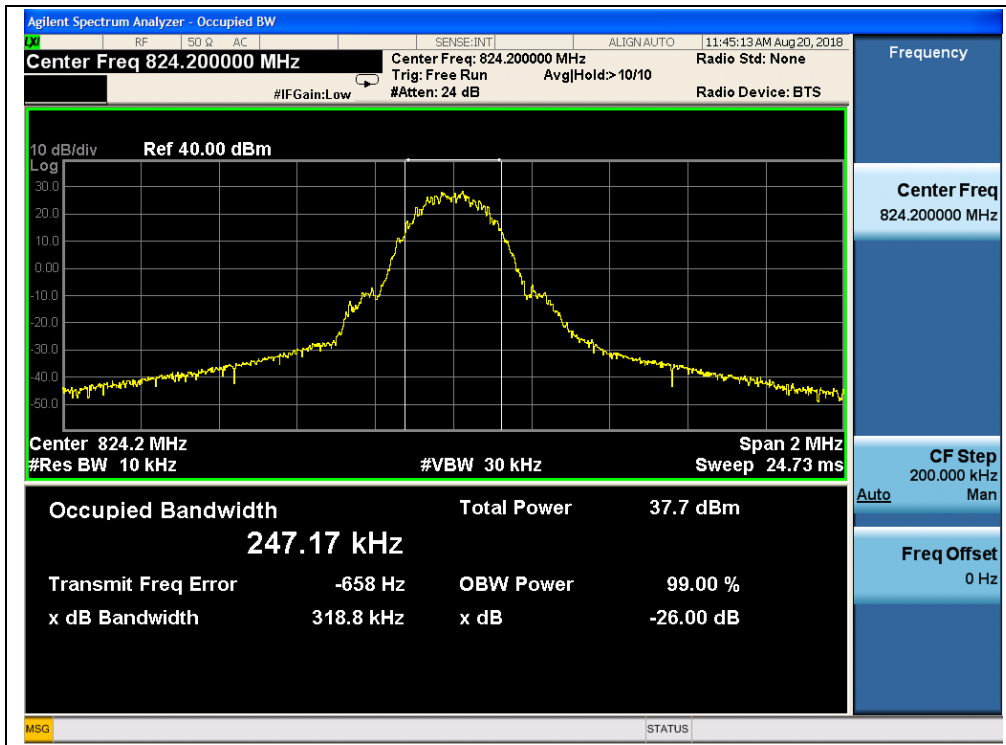 Agilent Spectrum Analyzer - Occupied BW
LXI RF 50 Ω AC SENSE:INT ALIGN AUTO 11:45:13 AM Aug 20, 2018
Center Freq 824.200000 MHz
Center Freq: 824.200000 MHz
Radio Std: None
Trig: Free Run Avg|Hold:>10/10
#IFGain:Low
#Atten: 24 dB
Radio Device: BTS
10 dB/div Ref 40.00 dBm
Log
30.0
20.0
10.0
0.00
-10.0
-20.0
-30.0
-40.0
-50.0
Center 824.2 MHz Span 2 MHz
#Res BW 10 kHz #VBW 30 kHz Sweep 24.73 ms
Occupied Bandwidth Total Power 37.7 dBm
247.17 kHz
Transmit Freq Error -658 Hz OBW Power 99.00 %
x dB Bandwidth 318.8 kHz x dB -26.00 dB
Frequency
Center Freq
824.200000 MHz
CF Step
200.000 kHz
Auto Man
Freq Offset
0 Hz
MSG STATUS